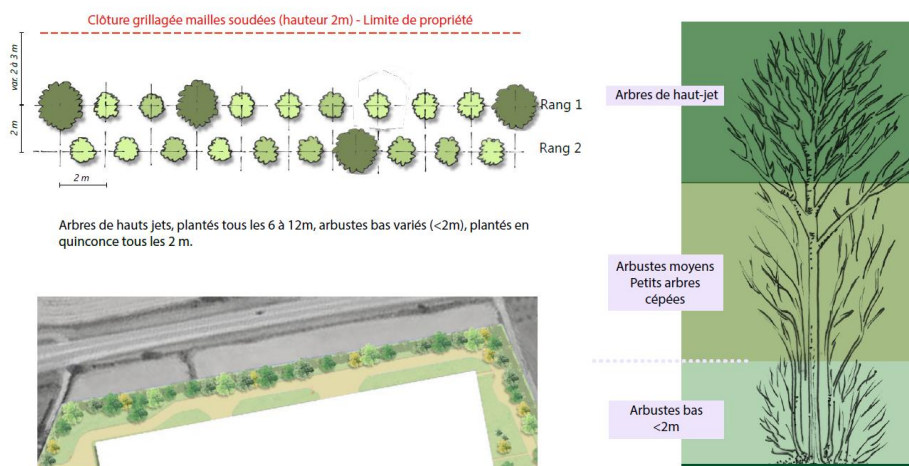 Clôture grillagée mailles soudées (hauteur 2m) - Limite de propriété
var. 2 à 3 m
2 m
Rang 1
Rang 2
2 m
Arbres de hauts jets, plantés tous les 6 à 12m, arbustes bas variés (<2m), plantés en
quinconce tous les 2 m.
Arbres de haut-jet
Arbustes moyens
Petits arbres
cépées
Arbustes bas
<2m